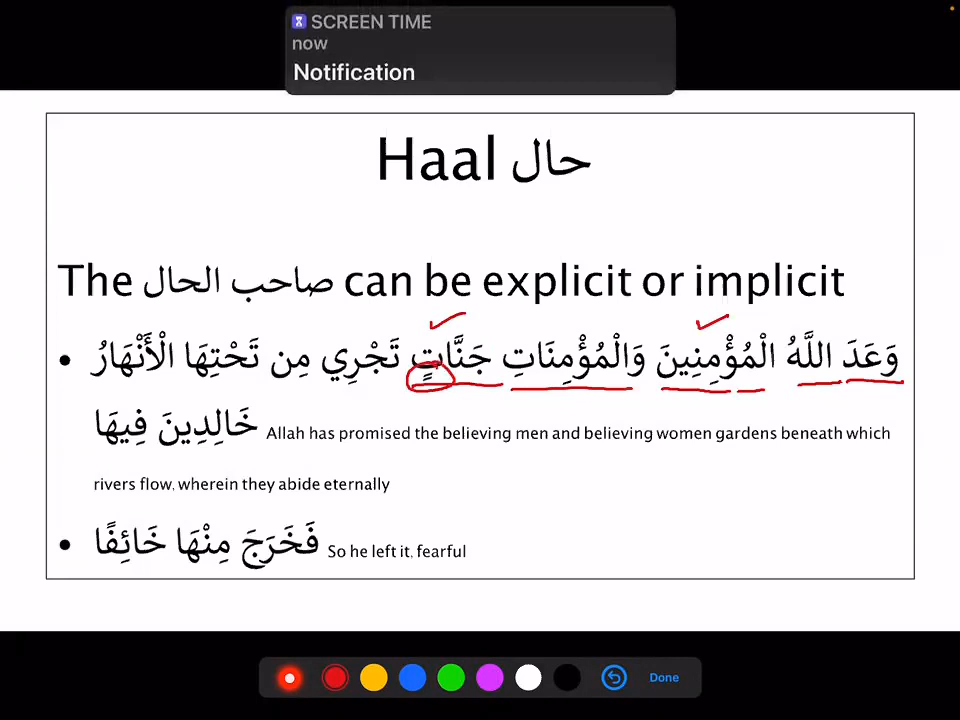 SCREEN TIME
now
Notification
Haal حال
The صاحب الحال can be explicit or implicit
• وَعَدَ اللَّهُ الْمُؤْمِنِينَ وَالْمُؤْمِنَاتِ جَنَّاتٍ تَجْرِي مِن تَحْتِهَا الْأَنْهَارُ
خَالِدِينَ فِيهَا Allah has promised the believing men and believing women gardens beneath which
rivers flow, wherein they abide eternally
• فَخَرَجَ مِنْهَا خَائِفًا So he left it, fearful
Done